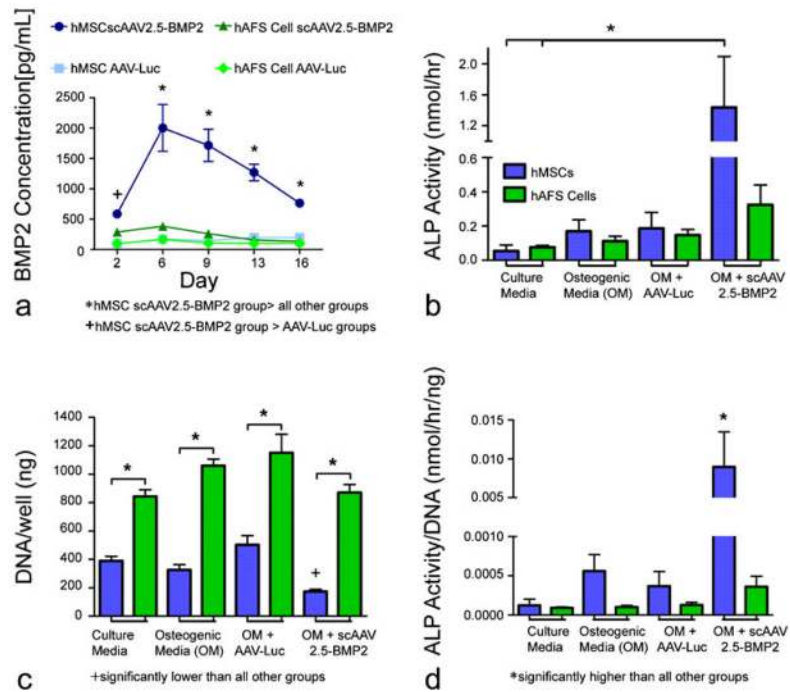 hMSCscAAV2.5-BMP2
hAFS Cell scAAV2.5-BMP2
hMSC AAV-Luc
hAFS Cell AAV-Luc
BMP2 Concentration[pg/mL]
2500
2000
1500
1000
500
0
* * * *
+
2 6 9 13 16
Day
a
*hMSC scAAV2.5-BMP2 group> all other groups
+hMSC scAAV2.5-BMP2 group > AAV-Luc groups
ALP Activity (nmol/hr)
*
2.0
1.6
1.2
0.6
0.4
0.2
0.0
hMSCs
hAFS Cells
Culture Media
Osteogenic Media (OM)
OM + AAV-Luc
OM + scAAV 2.5-BMP2
b
DNA/well (ng)
1400
1200
1000
800
600
400
200
0
* * * *
+
Culture Media
Osteogenic Media (OM)
OM + AAV-Luc
OM + scAAV 2.5-BMP2
c
+significantly lower than all other groups
ALP Activity/DNA (nmol/hr/ng)
0.015
0.010
0.005
0.0010
0.0005
0.0000
*
Culture Media
Osteogenic Media (OM)
OM + AAV-Luc
OM + scAAV 2.5-BMP2
d
*significantly higher than all other groups